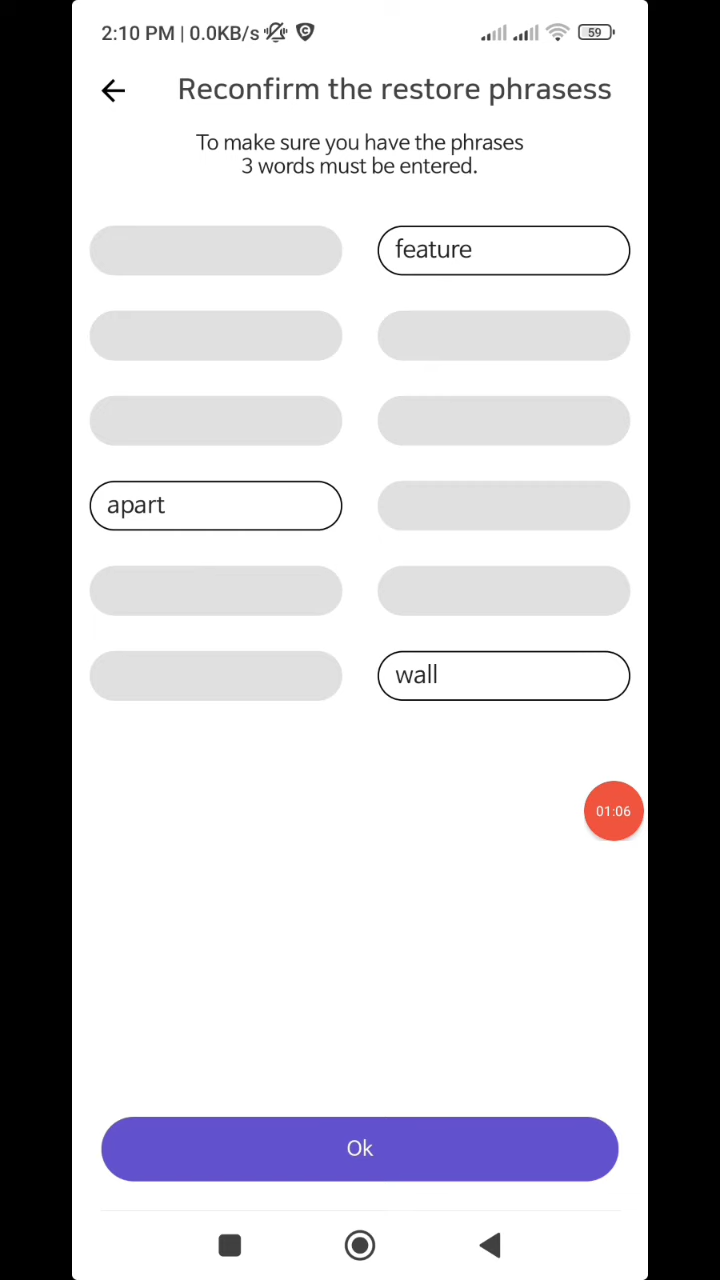 2:10 PM | 0.0KB/s 59
Reconfirm the restore phrasess
To make sure you have the phrases
3 words must be entered.
feature
apart
wall
01:06
Ok